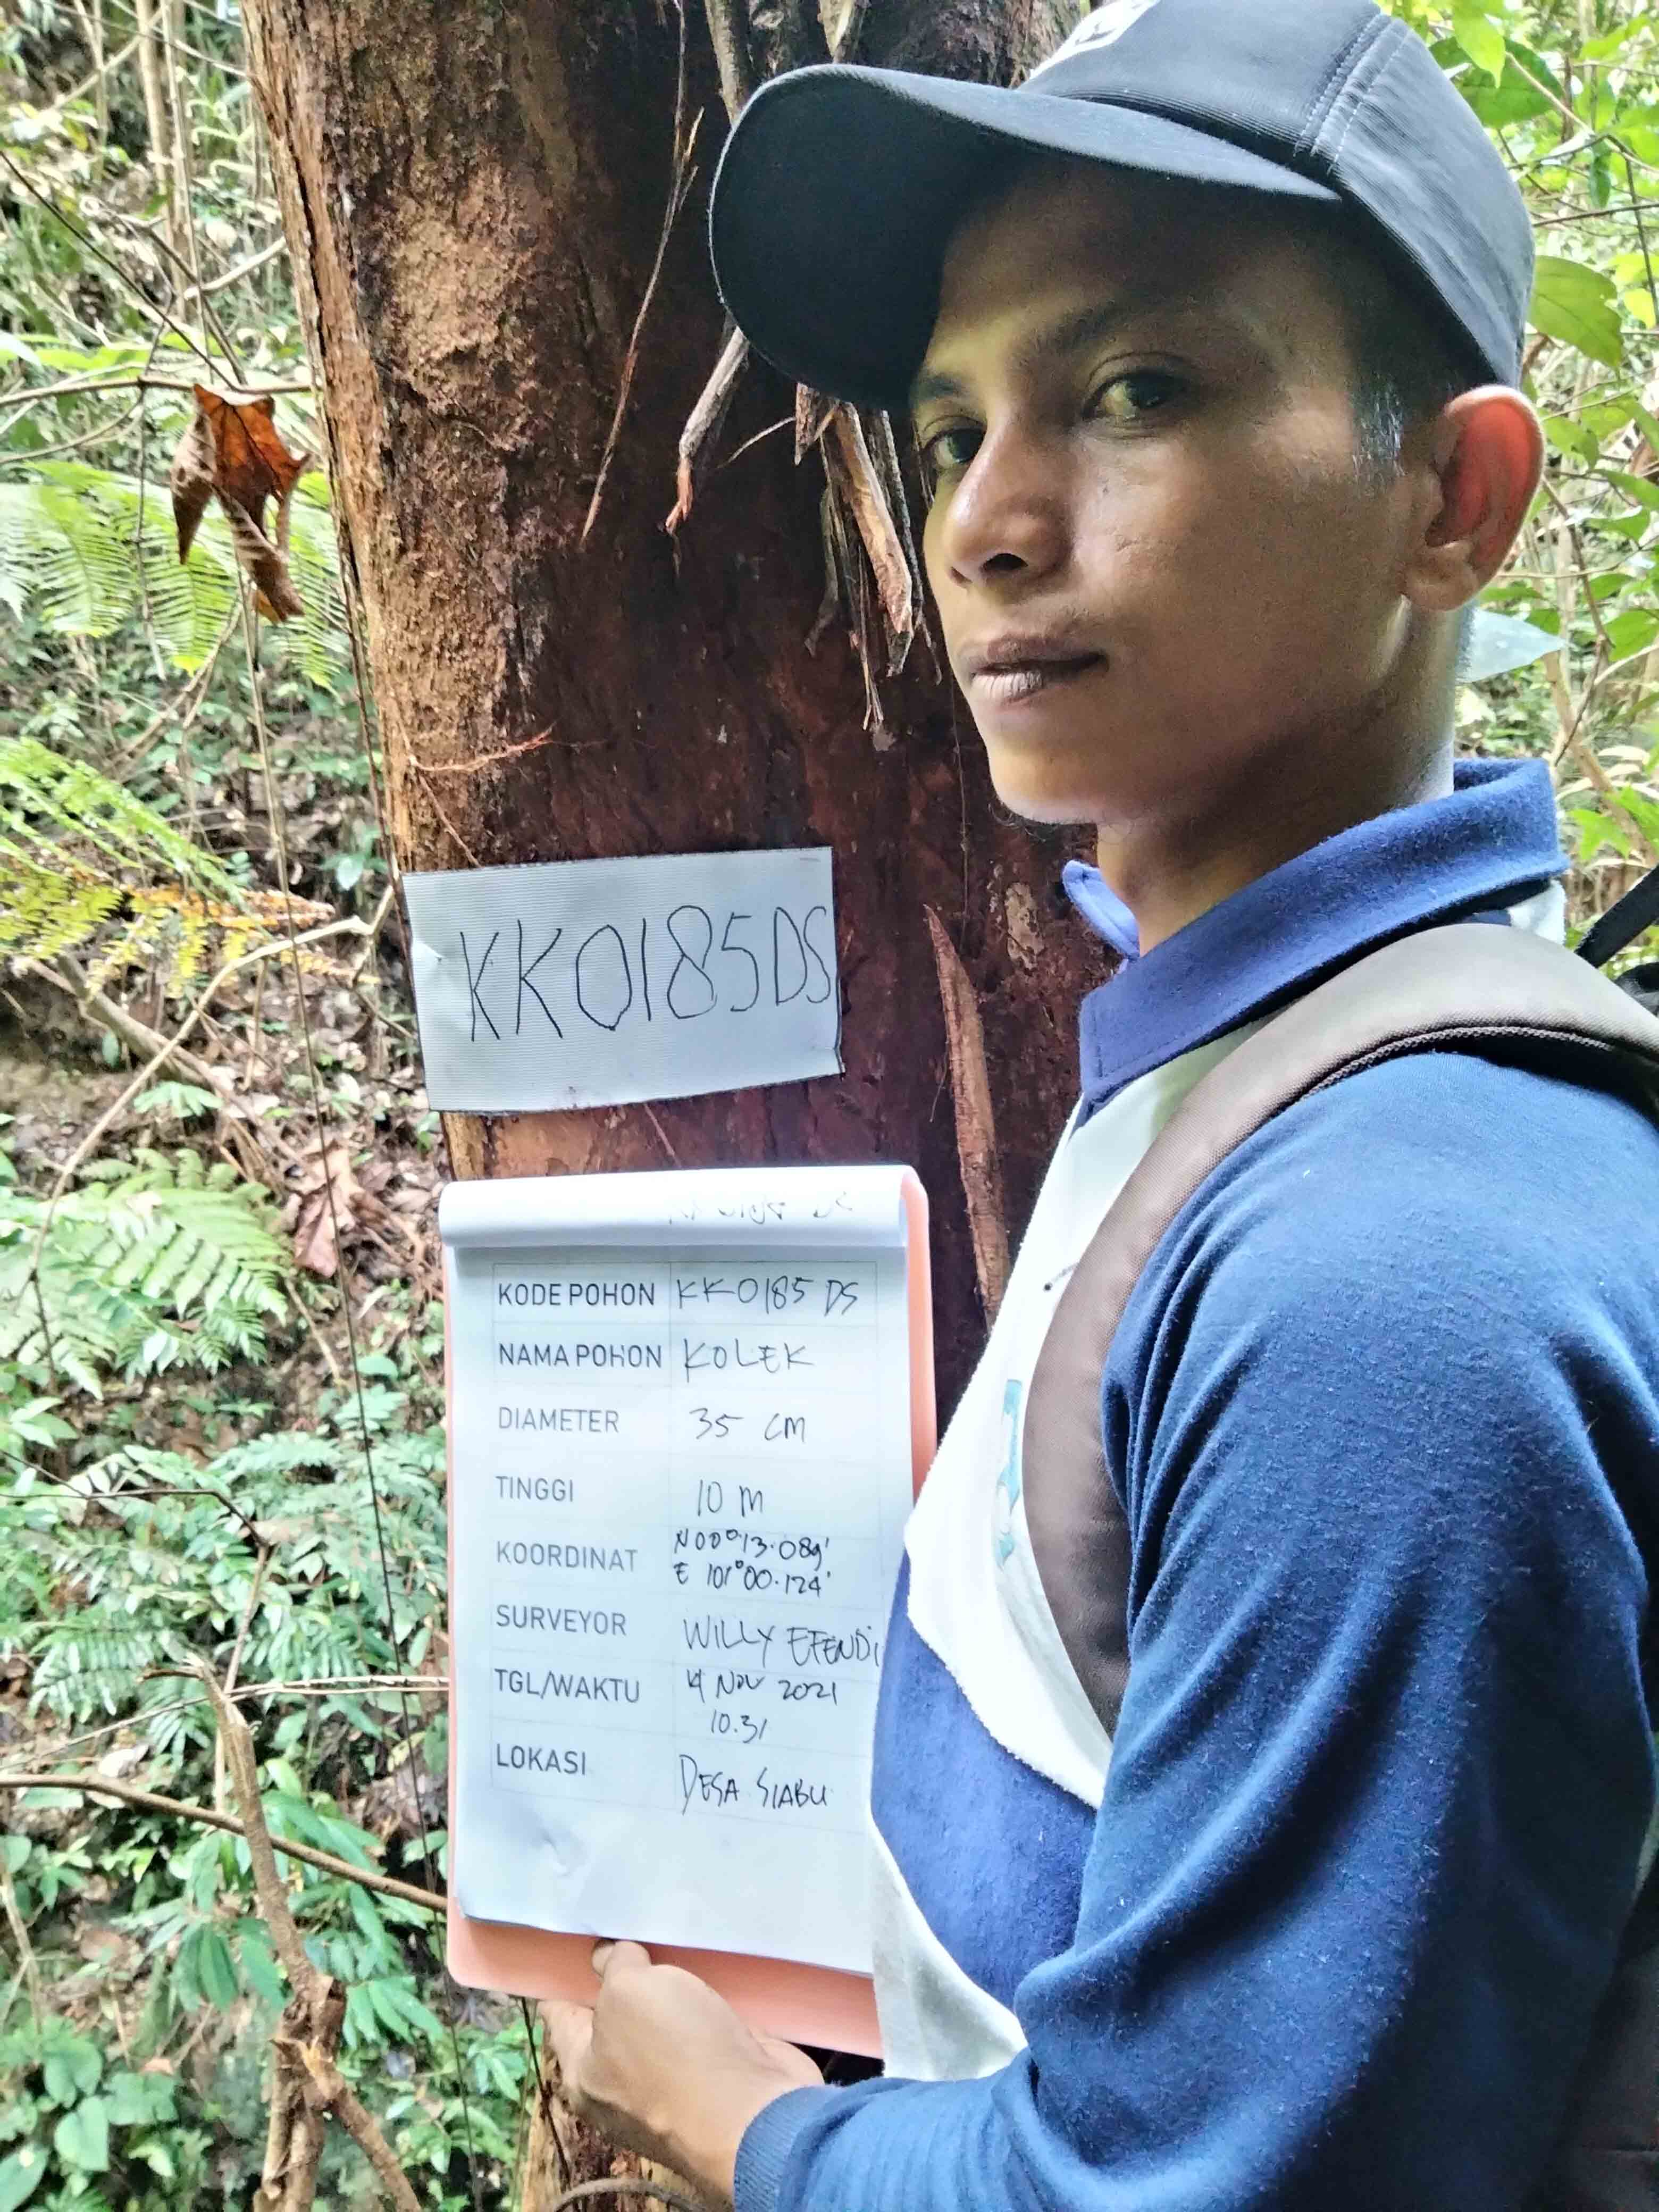 KK0185DS
KODE POHON KK0185 DS
NAMA POHON KOLEK
DIAMETER 35 CM
TINGGI 10 M
KOORDINAT N00°13.089'
E 101°00.124'
SURVEYOR WILLY EFENDi
TGL/WAKTU 4 NOV 2021
10.31
LOKASI DESA SIABU